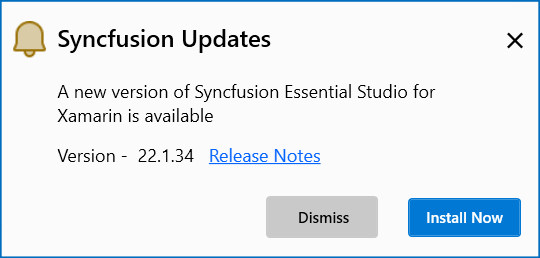 Syncfusion Updates
A new version of Syncfusion Essential Studio for
Xamarin is available
Version - 22.1.34 Release Notes
Dismiss Install Now